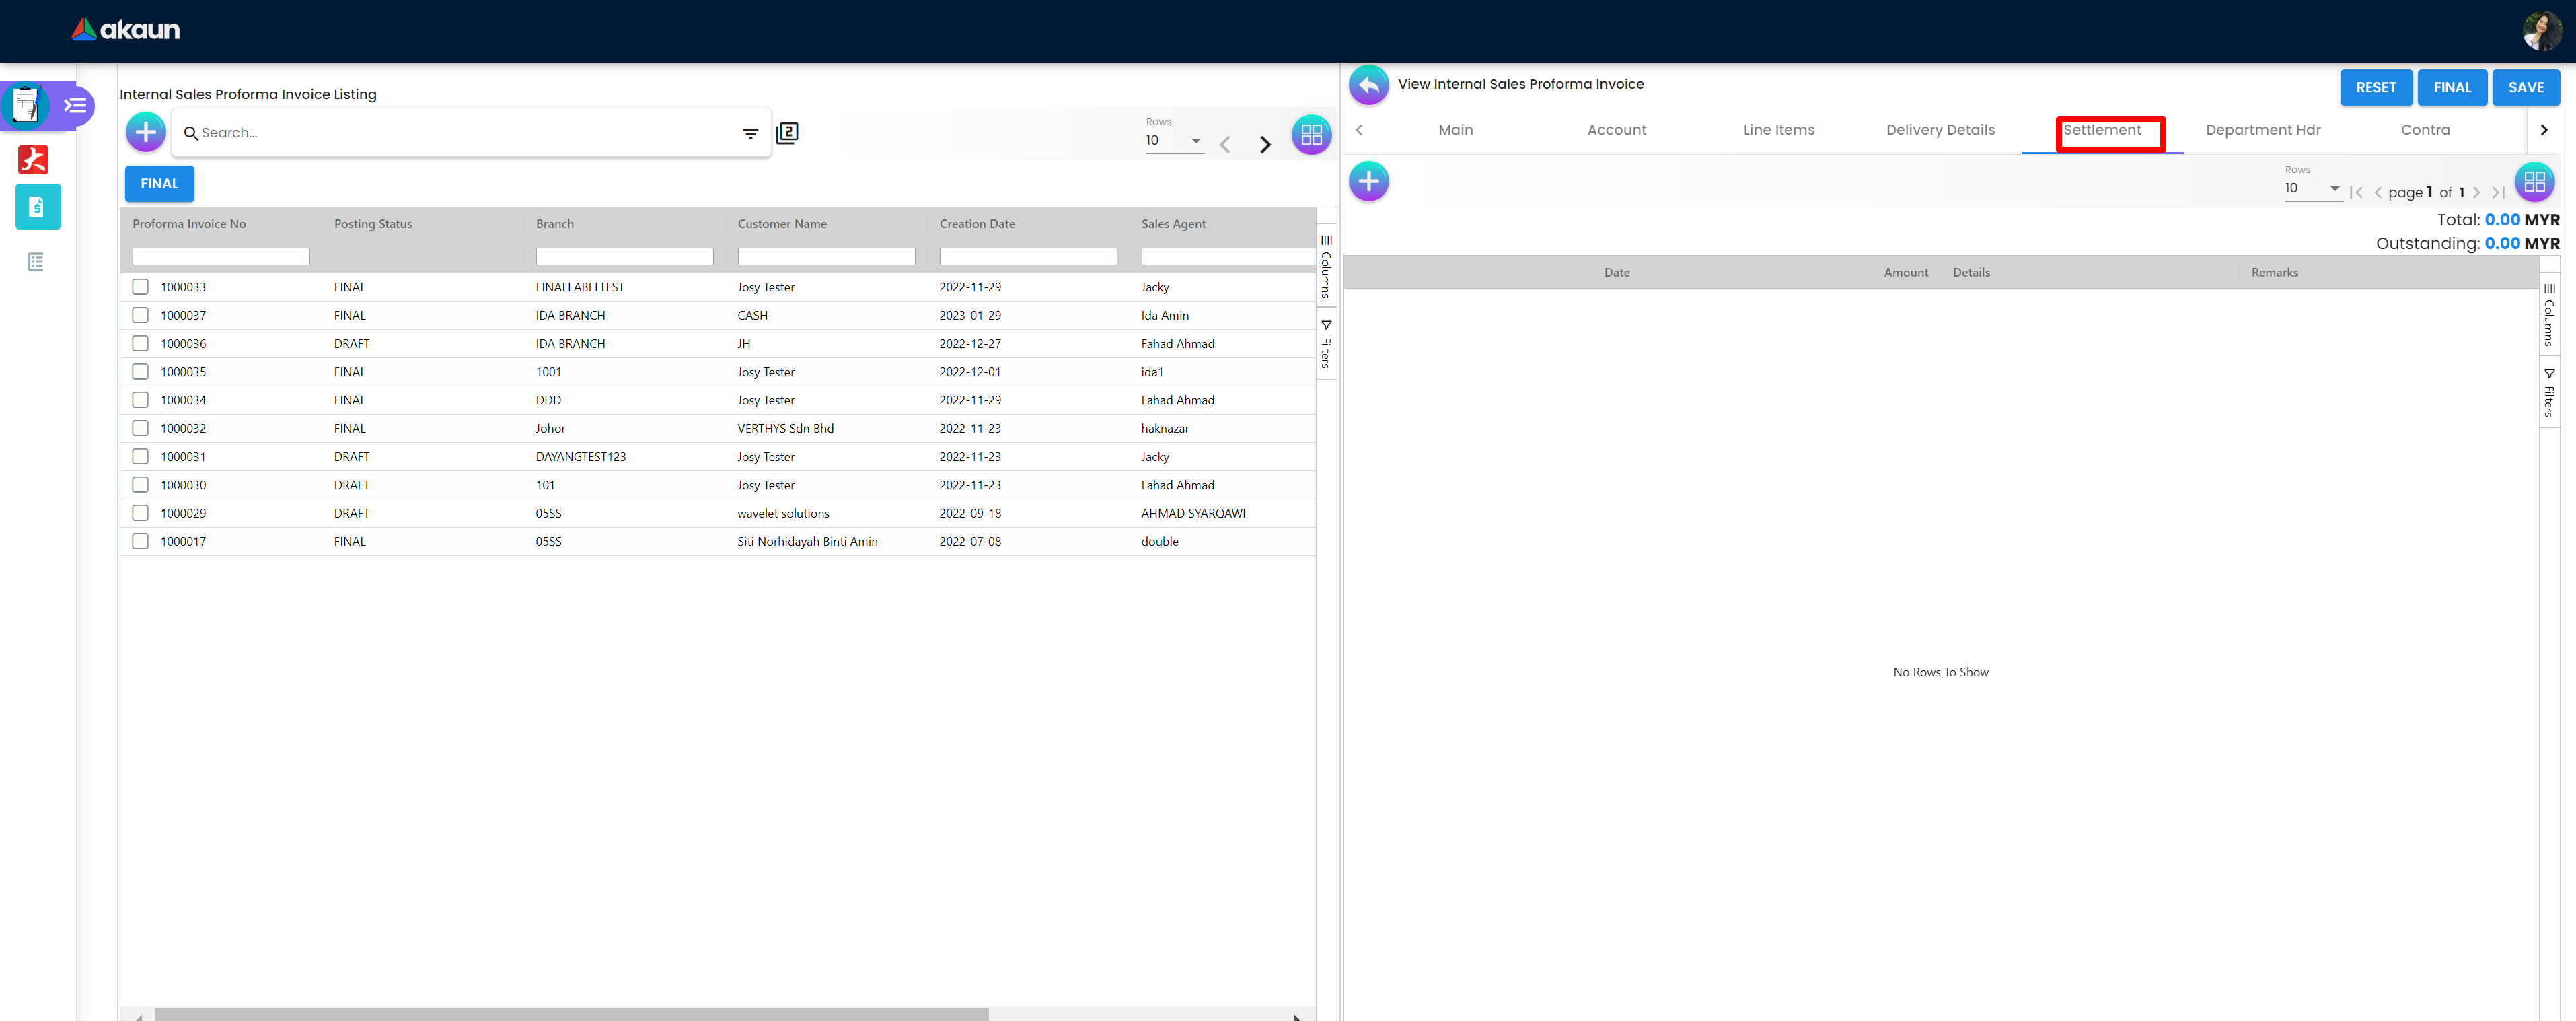 akaun
Internal Sales Proforma Invoice Listing
Search...
2
Rows
10
FINAL
Proforma Invoice No Posting Status Branch Customer Name Creation Date Sales Agent
1000033 FINAL FINALLABELTEST Josy Tester 2022-11-29 Jacky
1000037 FINAL IDA BRANCH CASH 2023-01-29 Ida Amin
1000036 DRAFT IDA BRANCH JH 2022-12-27 Fahad Ahmad
1000035 FINAL 1001 Josy Tester 2022-12-01 ida1
1000034 FINAL DDD Josy Tester 2022-11-29 Fahad Ahmad
1000032 FINAL Johor VERTHYS Sdn Bhd 2022-11-23 haknazar
1000031 DRAFT DAYANGTEST123 Josy Tester 2022-11-23 Jacky
1000030 DRAFT 101 Josy Tester 2022-11-23 Fahad Ahmad
1000029 DRAFT 05SS wavelet solutions 2022-09-18 AHMAD SYARQAWI
1000017 FINAL 05SS Siti Norhidayah Binti Amin 2022-07-08 double
Columns
Filters
View Internal Sales Proforma Invoice
RESET FINAL SAVE
Main Account Line Items Delivery Details Settlement Department Hdr Contra
Rows
10
page 1 of 1
Total: 0.00 MYR
Outstanding: 0.00 MYR
Date Amount Details Remarks
No Rows To Show
Columns
Filters